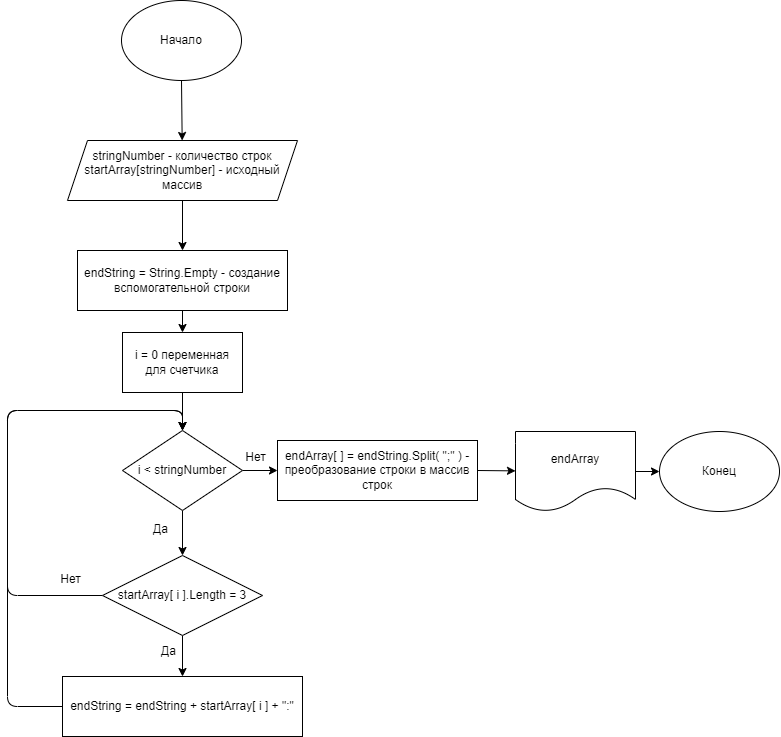 Начало
stringNumber - количество строк
startArray[stringNumber] - исходный
массив
endString = String.Empty - создание
вспомогательной строки
i = 0 переменная
для счетчика
i < stringNumber
Нет
endArray[ ] = endString.Split( ";" ) -
преобразование строки в массив
строк
endArray
Конец
Да
startArray[ i ].Length = 3
Нет
Да
endString = endString + startArray[ i ] + ":"